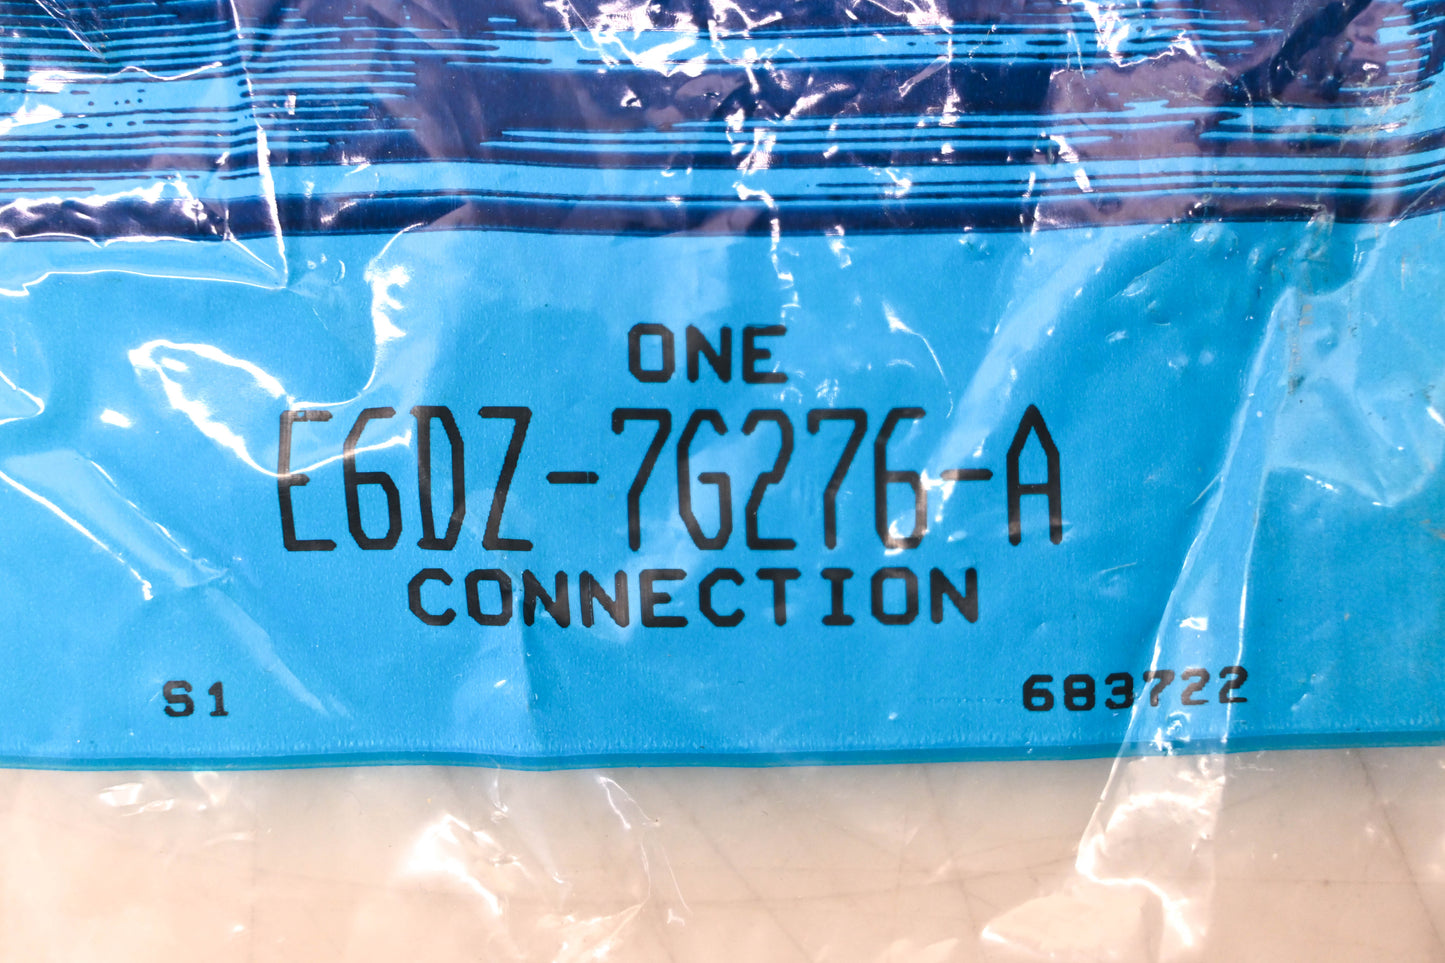 ONE
E6DZ-7G276-A
CONNECTION
S1 683722